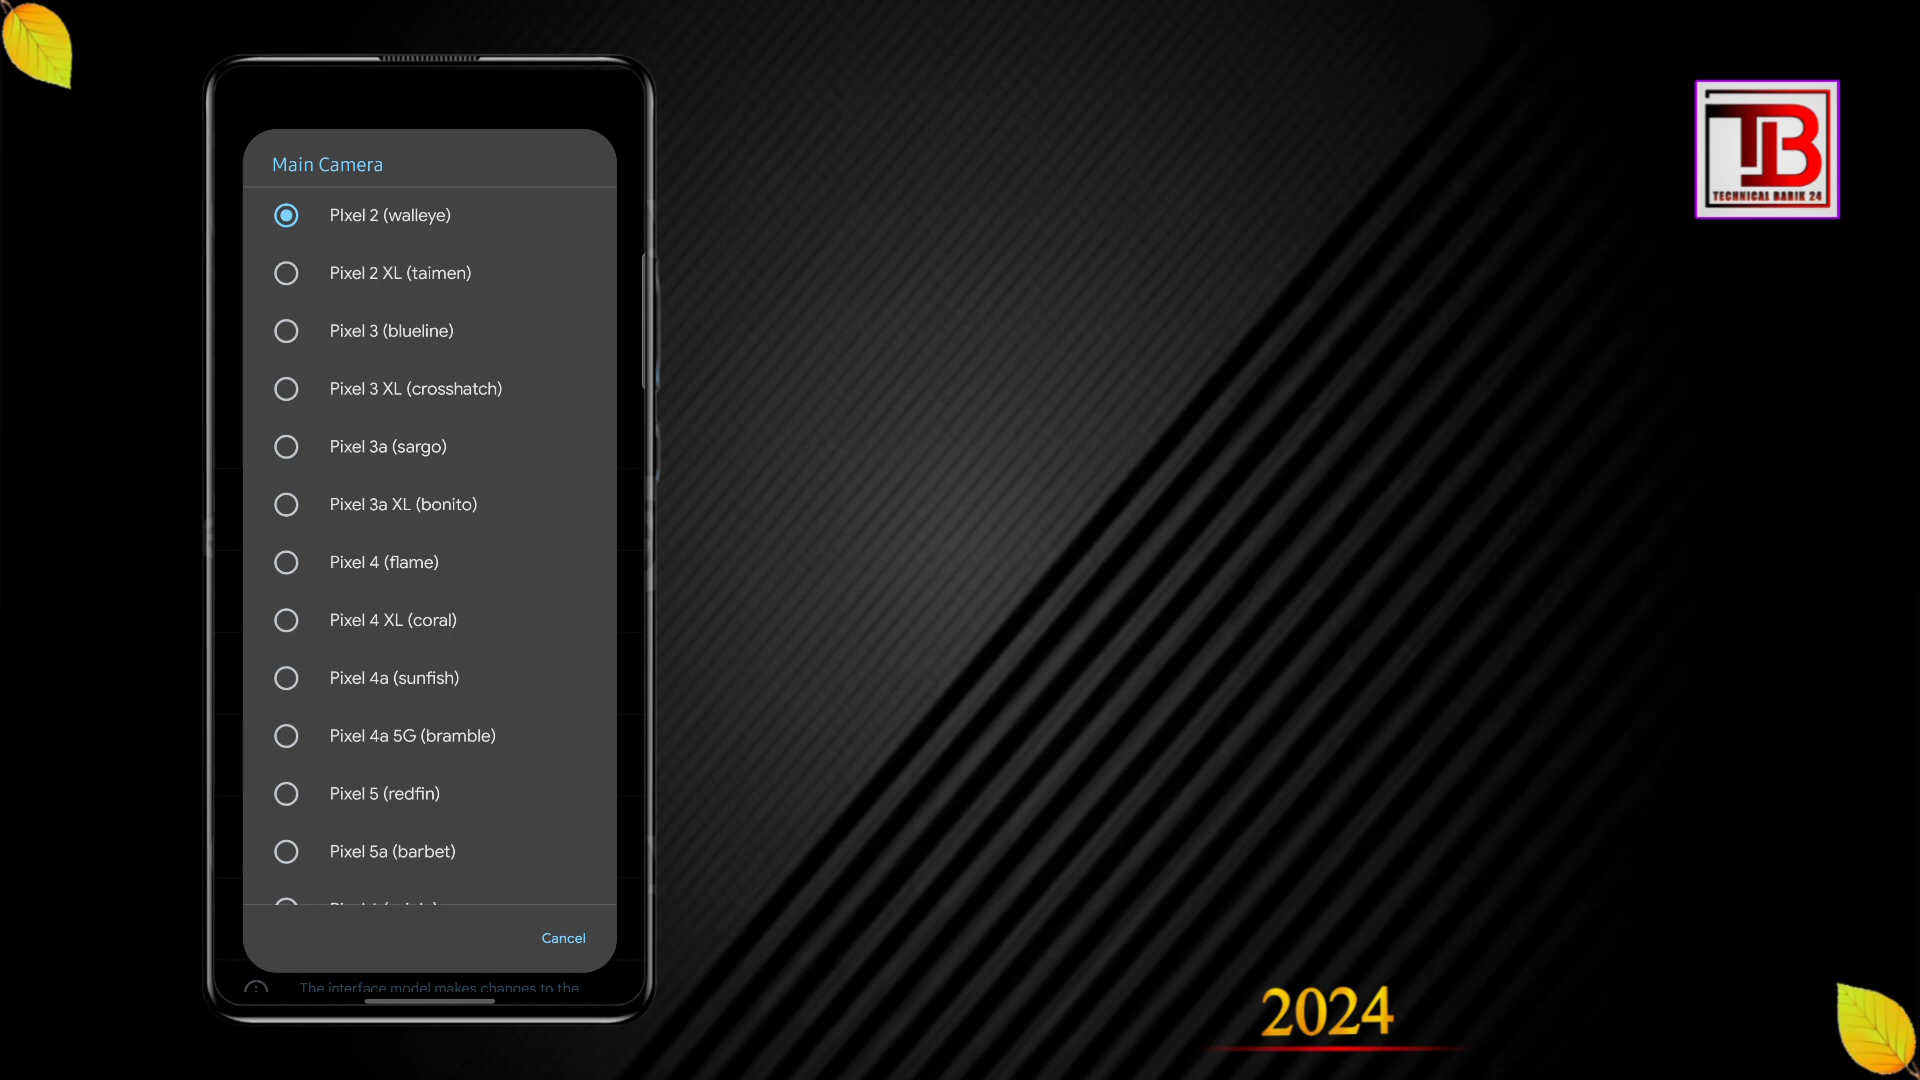 Main Camera
PIxel 2 (walleye)
Pixel 2 XL (taimen)
Pixel 3 (blueline)
Pixel 3 XL (crosshatch)
Pixel 3a (sargo)
Pixel 3a XL (bonito)
Pixel 4 (flame)
Pixel 4 XL (coral)
Pixel 4a (sunfish)
Pixel 4a 5G (bramble)
Pixel 5 (redfin)
Pixel 5a (barbet)
Cancel
The interface model makes changes to the
TB
TECHNICAL BARIK 24
2024